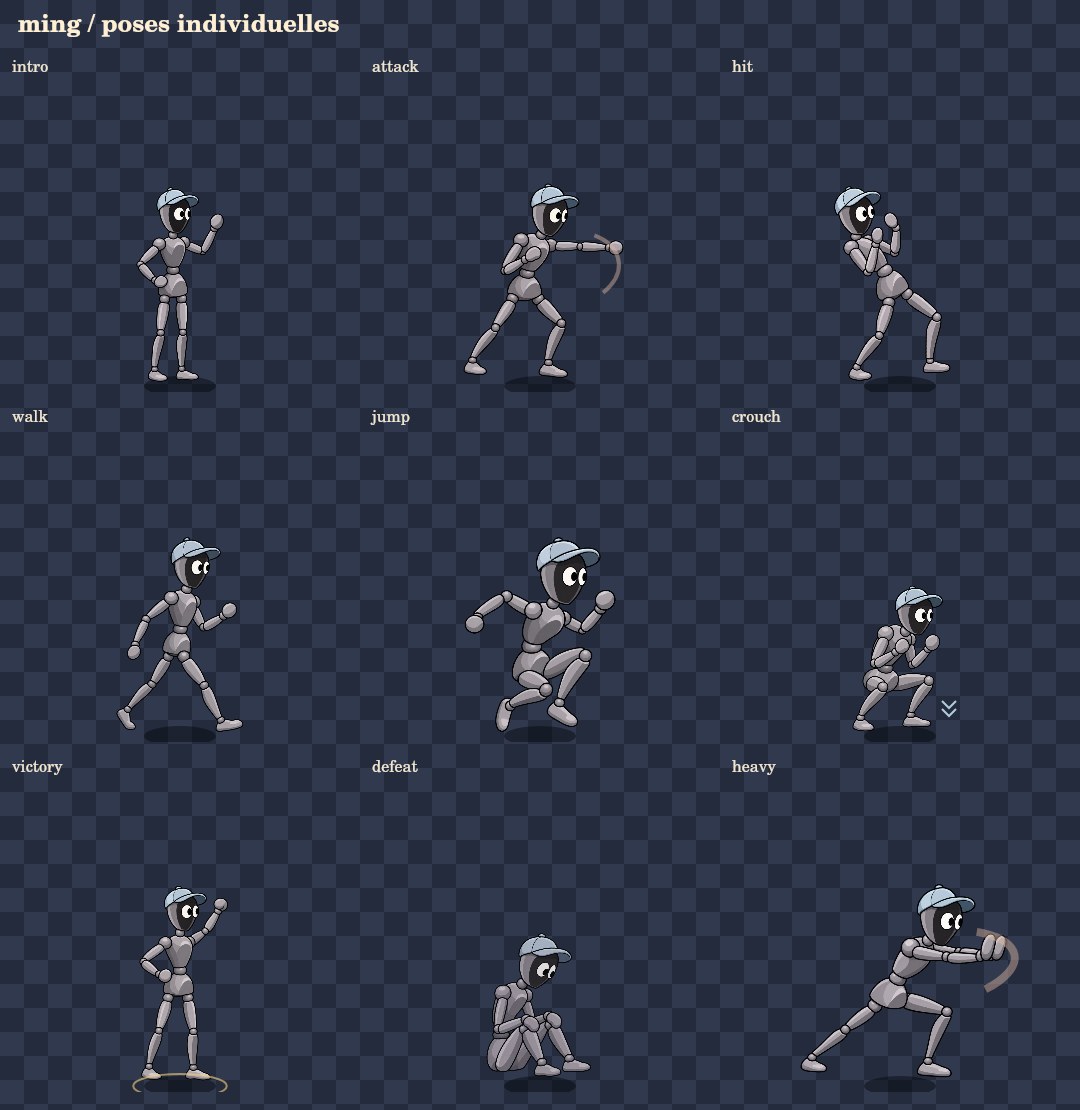 ming / poses individuelles
intro
attack
hit
walk
jump
crouch
victory
defeat
heavy